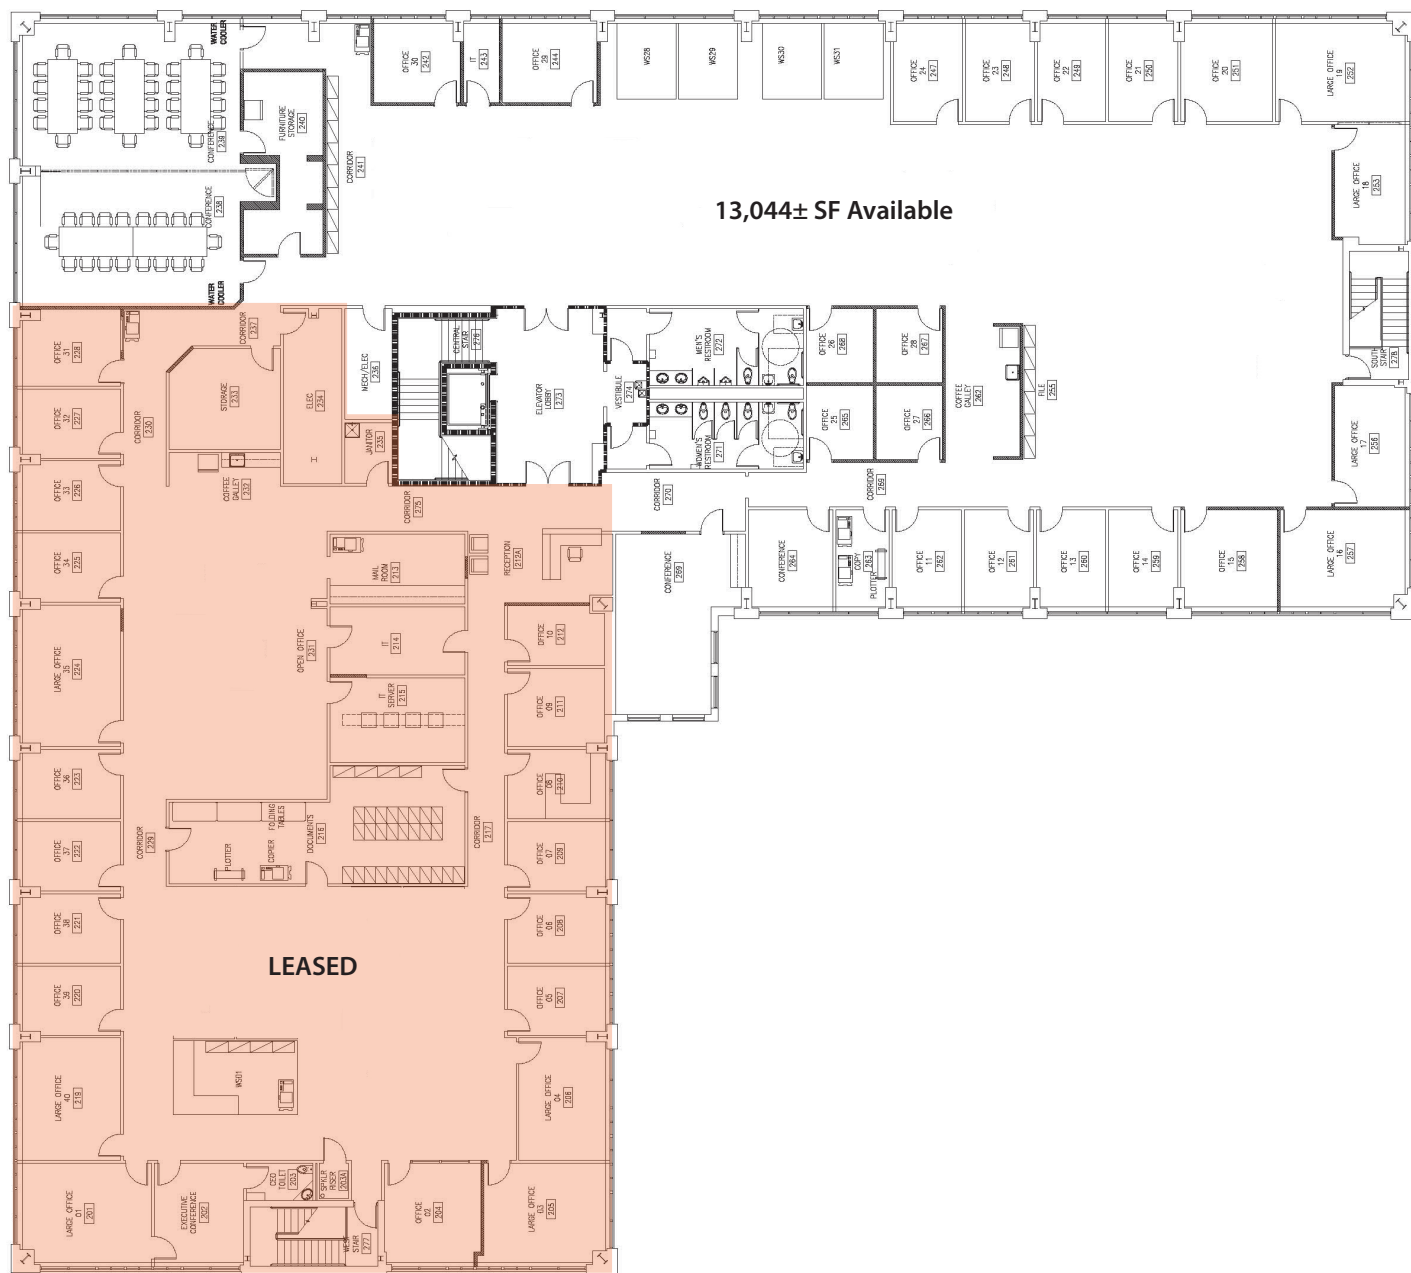 WATER
COOLER
CONFERENCE
239
FURNITURE
STORAGE
240
CORRIDOR
241
OFFICE
30
242
IT
243
OFFICE
29
244
WS28
WS29
WS30
WS31
OFFICE
24
247
OFFICE
23
248
OFFICE
22
249
OFFICE
21
250
OFFICE
20
251
LARGE OFFICE
19
252
LARGE OFFICE
18
253
13,044± SF Available
CONFERENCE
238
WATER
COOLER
OFFICE
31
228
CORRIDOR
237
STORAGE
233
ELEC
234
MECH/ELEC
236
CENTRAL
STAIR
276
ELEVATOR
LOBBY
273
VESTIBULE
274
MEN'S
RESTROOM
272
WOMEN'S
RESTROOM
271
OFFICE
26
268
OFFICE
28
267
OFFICE
25
265
OFFICE
27
266
COFFEE
GALLEY
262
FILE
255
SOUTH
STAIR
278
LARGE OFFICE
17
256
OFFICE
32
227
CORRIDOR
230
JANITOR
235
OFFICE
33
226
COFFEE
GALLEY
232
CORRIDOR
275
CORRIDOR
270
CORRIDOR
269
OFFICE
34
225
MAIL
ROOM
213
RECEPTION
212A
CONFERENCE
269
CONFERENCE
264
COPY
263
PLOTTER
OFFICE
11
262
OFFICE
12
261
OFFICE
13
260
OFFICE
14
259
OFFICE
15
258
LARGE OFFICE
16
257
LARGE OFFICE
35
224
OPEN OFFICE
231
IT
214
OFFICE
10
212
IT
SERVER
215
OFFICE
09
211
OFFICE
36
223
OFFICE
08
210
OFFICE
37
222
CORRIDOR
229
PLOTTER
COPIER
FOLDING
TABLES
DOCUMENTS
216
CORRIDOR
217
OFFICE
07
209
OFFICE
38
221
OFFICE
06
208
LEASED
OFFICE
39
220
OFFICE
05
207
LARGE OFFICE
40
219
WS01
LARGE OFFICE
04
206
LARGE OFFICE
01
201
EXECUTIVE
CONFERENCE
202
CEO
TOILET
203
SPKLR
RISER
203A
WEST
STAIR
277
OFFICE
02
204
LARGE OFFICE
03
205